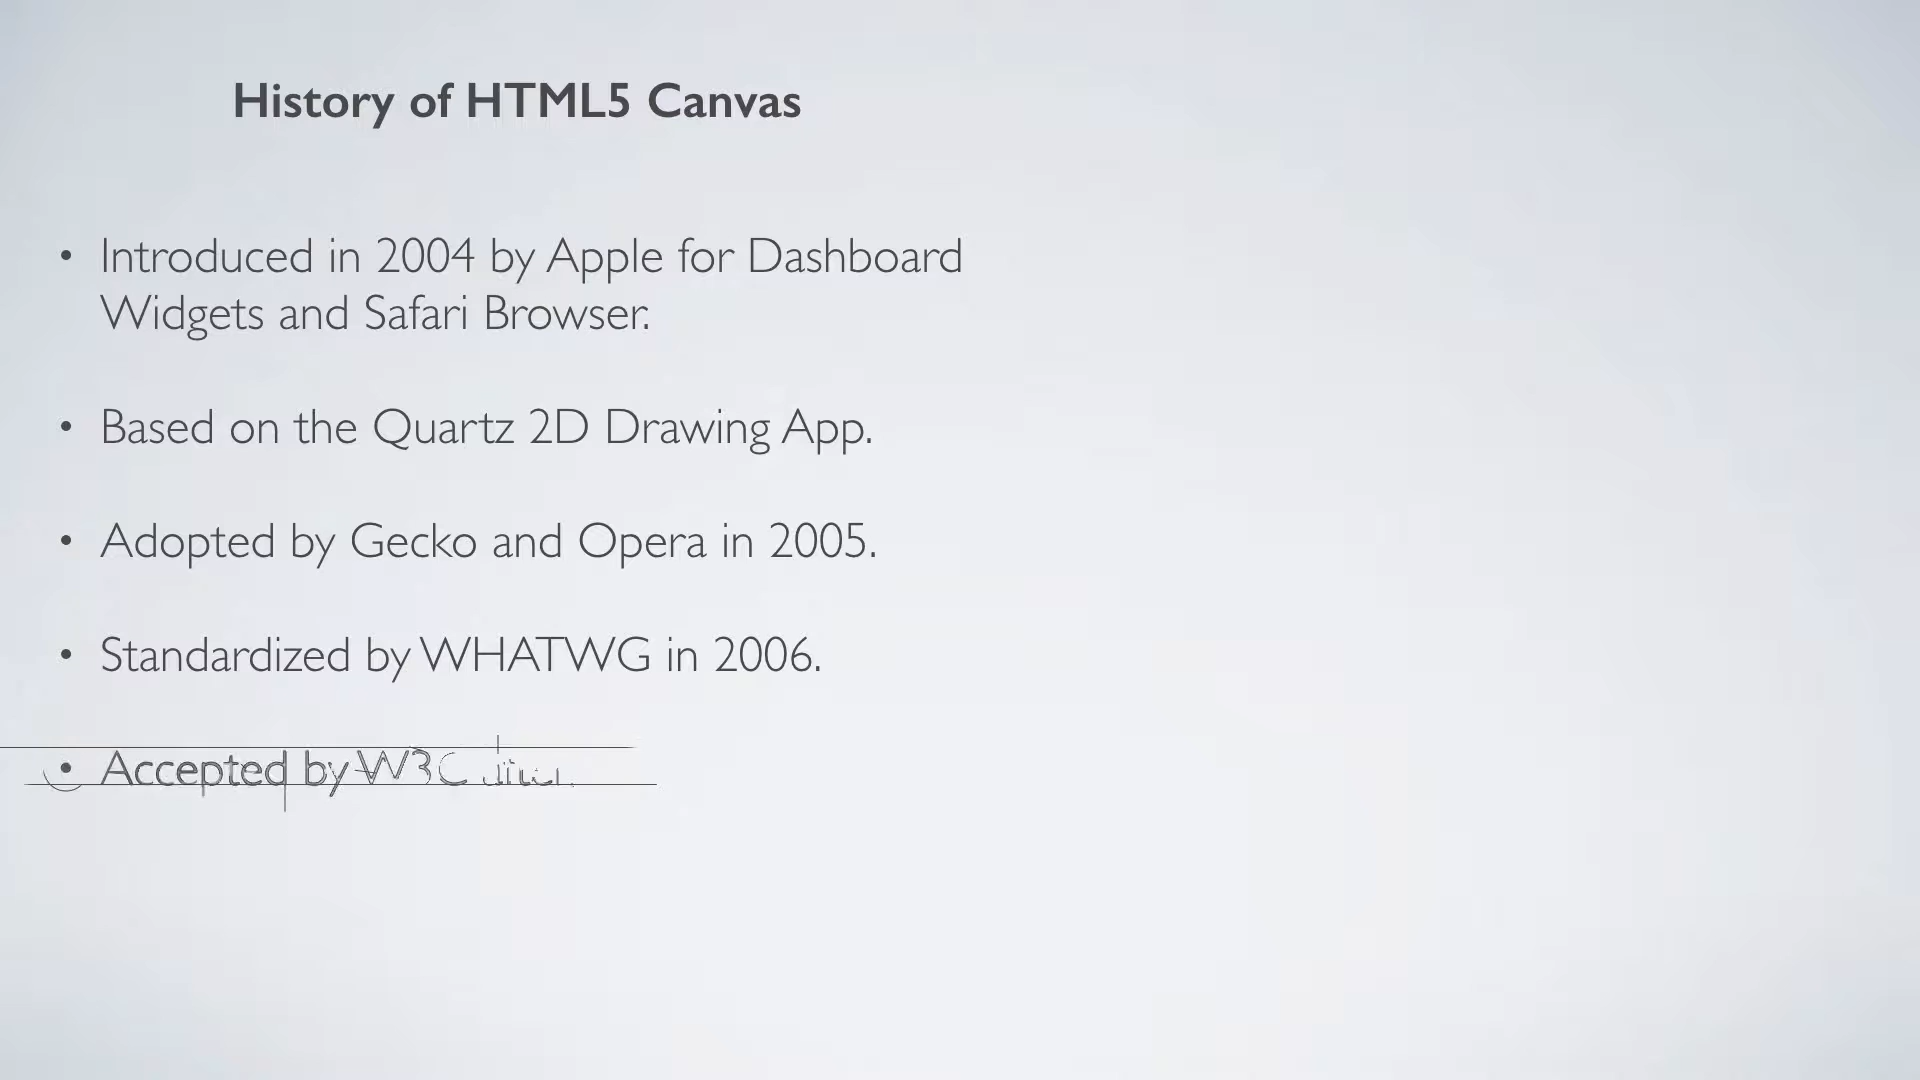 History of HTML5 Canvas
• Introduced in 2004 by Apple for Dashboard
Widgets and Safari Browser.
• Based on the Quartz 2D Drawing App.
• Adopted by Gecko and Opera in 2005.
• Standardized by WHATWG in 2006.
• Accepted by W3C